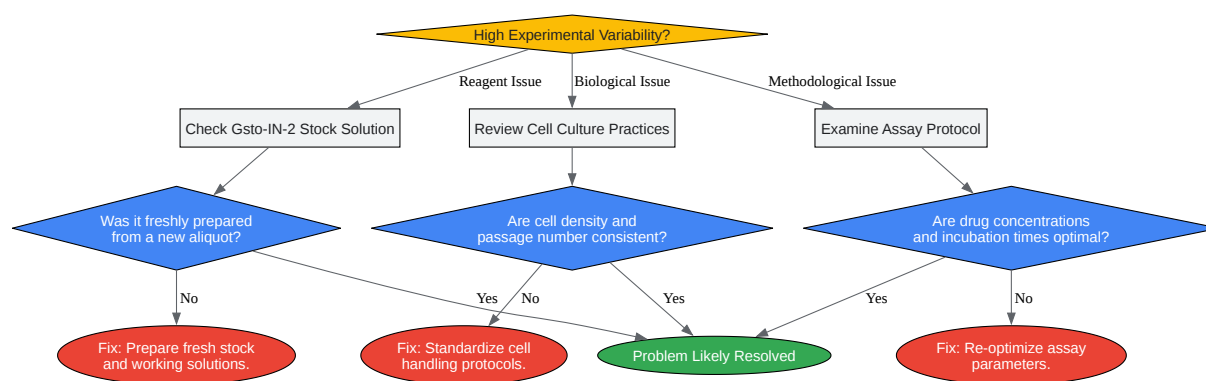 High Experimental Variability?
Reagent Issue
Biological Issue
Methodological Issue
Check Gsto-IN-2 Stock Solution
Review Cell Culture Practices
Examine Assay Protocol
Was it freshly prepared
from a new aliquot?
Are cell density and
passage number consistent?
Are drug concentrations
and incubation times optimal?
No
Yes
No
Yes
Yes
No
Fix: Prepare fresh stock
and working solutions.
Fix: Standardize cell
handling protocols.
Problem Likely Resolved
Fix: Re-optimize assay
parameters.